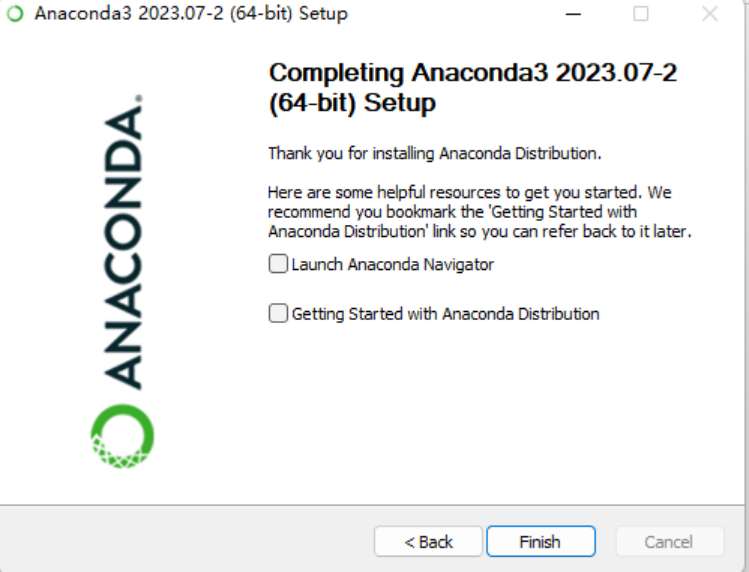 Anaconda3 2023.07-2 (64-bit) Setup
Completing Anaconda3 2023.07-2
(64-bit) Setup
Thank you for installing Anaconda Distribution.
Here are some helpful resources to get you started. We
recommend you bookmark the 'Getting Started with
Anaconda Distribution' link so you can refer back to it later.
Launch Anaconda Navigator
Getting Started with Anaconda Distribution
ANACONDA.
< Back
Finish
Cancel